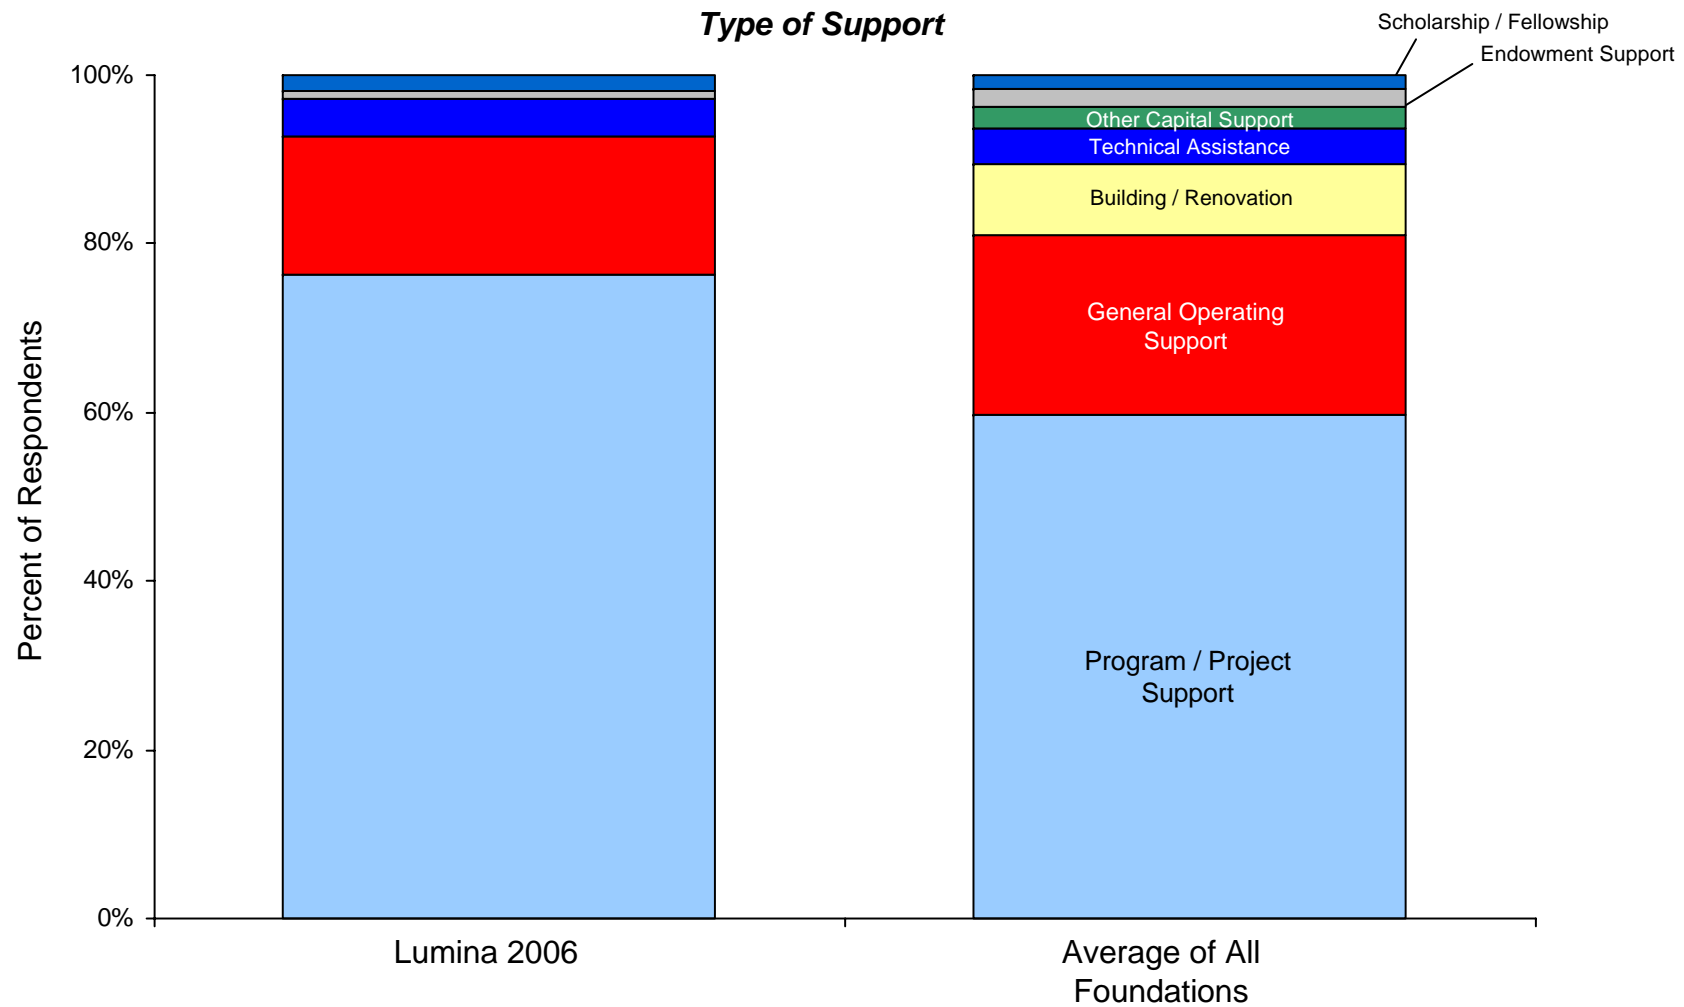 Type of Support
Scholarship / Fellowship
Endowment Support
100%
80%
60%
40%
20%
0%
Percent of Respondents
Other Capital Support
Technical Assistance
Building / Renovation
General Operating
Support
Program / Project
Support
Lumina 2006
Average of All
Foundations